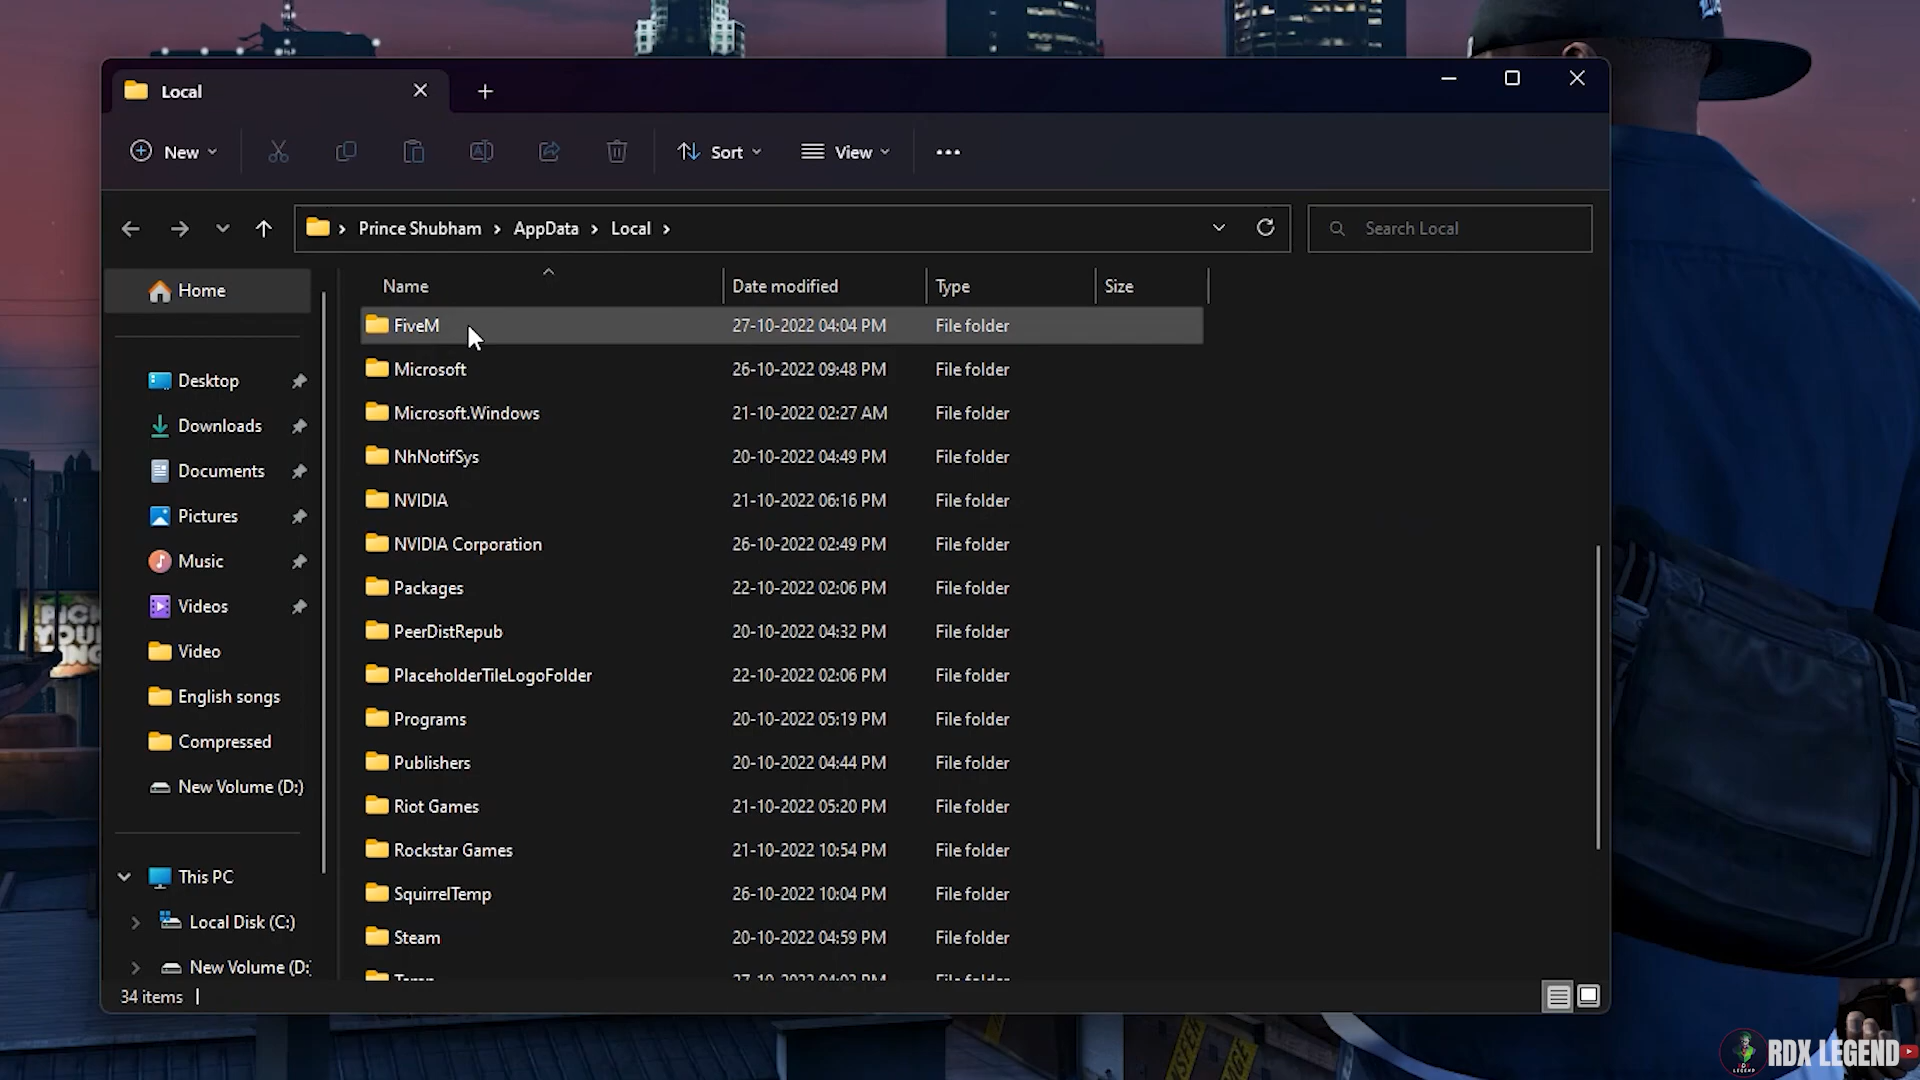 Local
New
Sort
View
Prince Shubham > AppData > Local >
Search Local
Name Date modified Type Size
FiveM 27-10-2022 04:04 PM File folder
Microsoft 26-10-2022 09:48 PM File folder
Microsoft.Windows 21-10-2022 02:27 AM File folder
NhNotifSys 20-10-2022 04:49 PM File folder
NVIDIA 21-10-2022 06:16 PM File folder
NVIDIA Corporation 26-10-2022 02:49 PM File folder
Packages 22-10-2022 02:06 PM File folder
PeerDistRepub 20-10-2022 04:32 PM File folder
PlaceholderTileLogoFolder 22-10-2022 02:06 PM File folder
Programs 20-10-2022 05:19 PM File folder
Publishers 20-10-2022 04:44 PM File folder
Riot Games 21-10-2022 05:20 PM File folder
Rockstar Games 21-10-2022 10:54 PM File folder
SquirrelTemp 26-10-2022 10:04 PM File folder
Steam 20-10-2022 04:59 PM File folder
Temp 27-10-2022 04:03 PM File folder
Home
Desktop
Downloads
Documents
Pictures
Music
Videos
Video
English songs
Compressed
New Volume (D:)
This PC
Local Disk (C:)
New Volume (D:
34 items
PICK
YOUR
RDX LEGEND